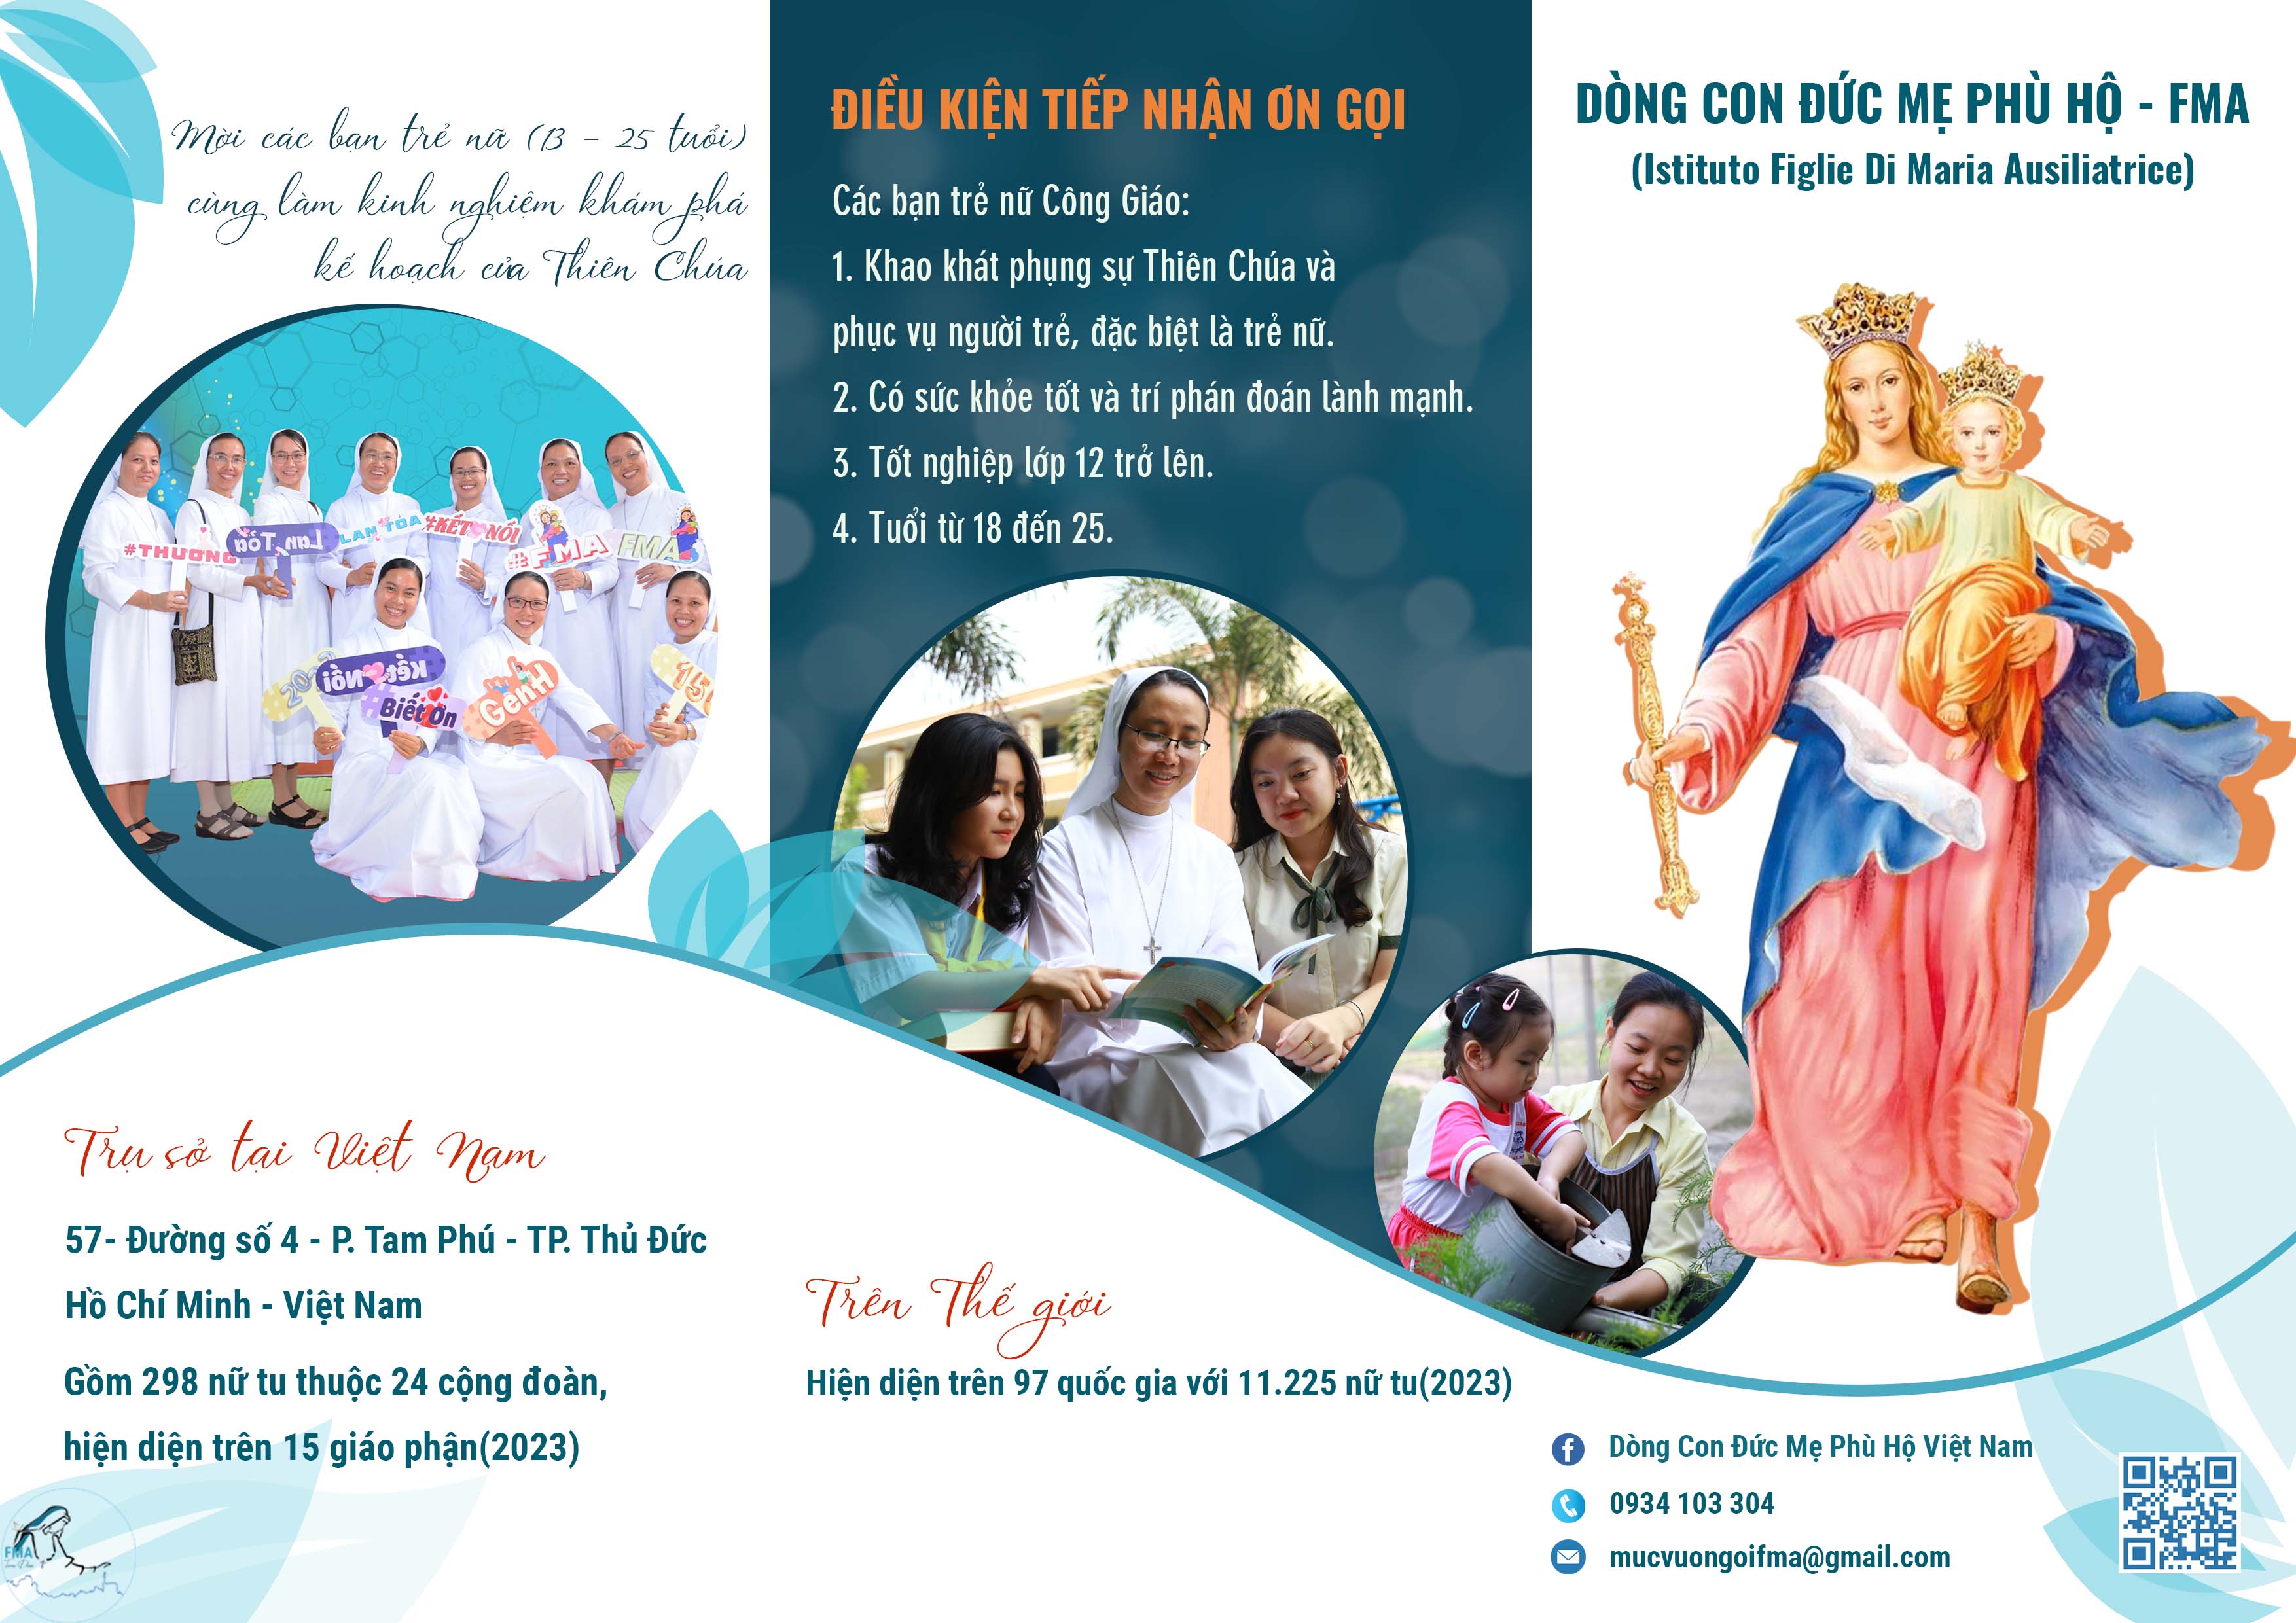 Mời các bạn trẻ nữ (13 – 25 tuổi)
cùng làm kinh nghiệm khám phá
kế hoạch của Thiên Chúa
#THƯƠNG
Lan Tỏa
LAN TỎA
#KẾT NỐI
#FMA
FMA
kết nối
Biết Ơn
GenH
Trụ sở tại Việt Nam
57- Đường số 4 - P. Tam Phú - TP. Thủ Đức
Hồ Chí Minh - Việt Nam
Gồm 298 nữ tu thuộc 24 cộng đoàn,
hiện diện trên 15 giáo phận(2023)
FMA
ĐIỀU KIỆN TIẾP NHẬN ƠN GỌI
Các bạn trẻ nữ Công Giáo:
1. Khao khát phụng sự Thiên Chúa và
phục vụ người trẻ, đặc biệt là trẻ nữ.
2. Có sức khỏe tốt và trí phán đoán lành mạnh.
3. Tốt nghiệp lớp 12 trở lên.
4. Tuổi từ 18 đến 25.
Trên Thế giới
Hiện diện trên 97 quốc gia với 11.225 nữ tu(2023)
DÒNG CON ĐỨC MẸ PHÙ HỘ - FMA
(Istituto Figlie Di Maria Ausiliatrice)
Dòng Con Đức Mẹ Phù Hộ Việt Nam
0934 103 304
mucvuongoifma@gmail.com